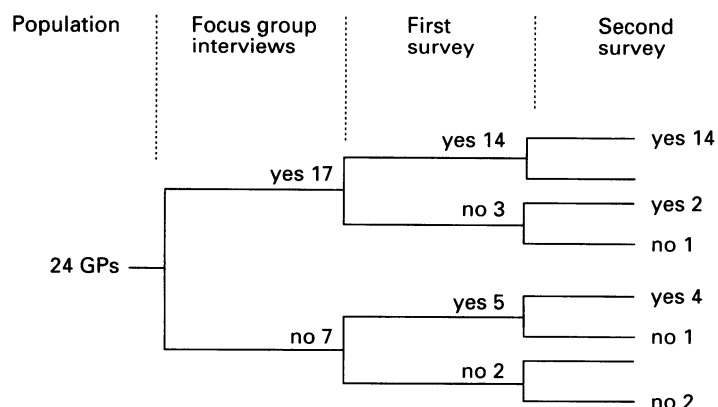 Population
Focus group
interviews
First
survey
Second
survey
yes 14
yes 14
yes 17
yes 2
no 3
no 1
24 GPs
yes 5
yes 4
no 7
no 1
no 2
no 2